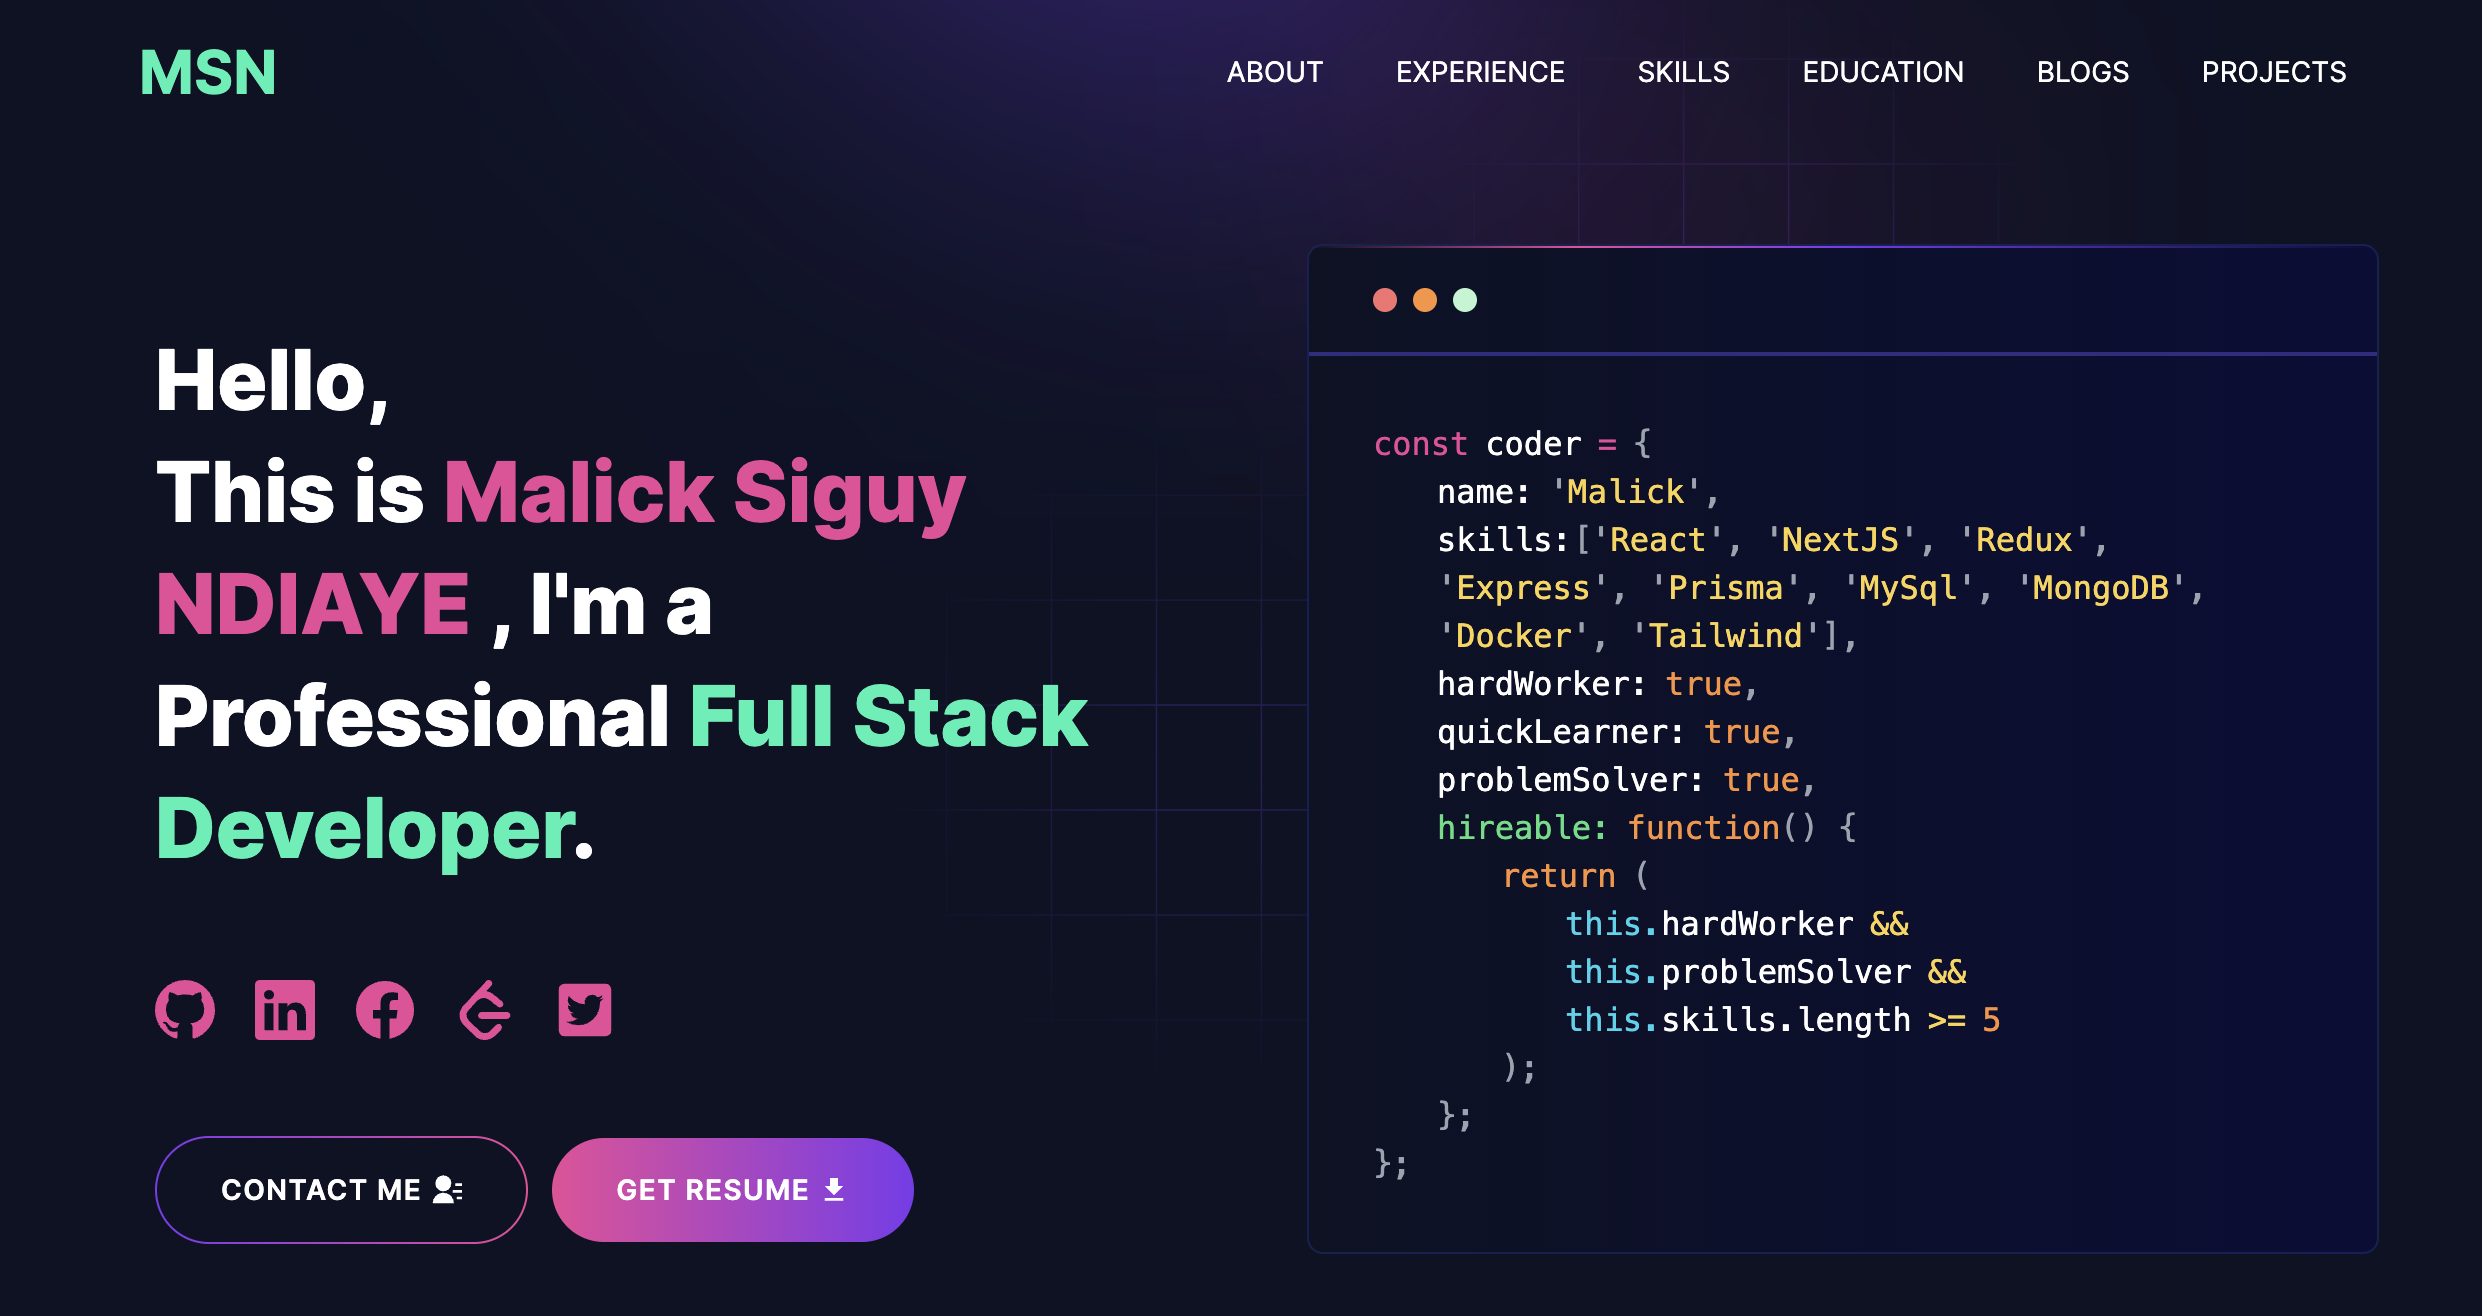 MSN
ABOUT EXPERIENCE SKILLS EDUCATION BLOGS PROJECTS
Hello,
This is Malick Siguy
NDIAYE , I'm a
Professional Full Stack
Developer.
CONTACT ME
GET RESUME
const coder = {
name: 'Malick',
skills:['React', 'NextJS', 'Redux',
'Express', 'Prisma', 'MySql', 'MongoDB',
'Docker', 'Tailwind'],
hardWorker: true,
quickLearner: true,
problemSolver: true,
hireable: function() {
return (
this.hardWorker &&
this.problemSolver &&
this.skills.length >= 5
);
};
};